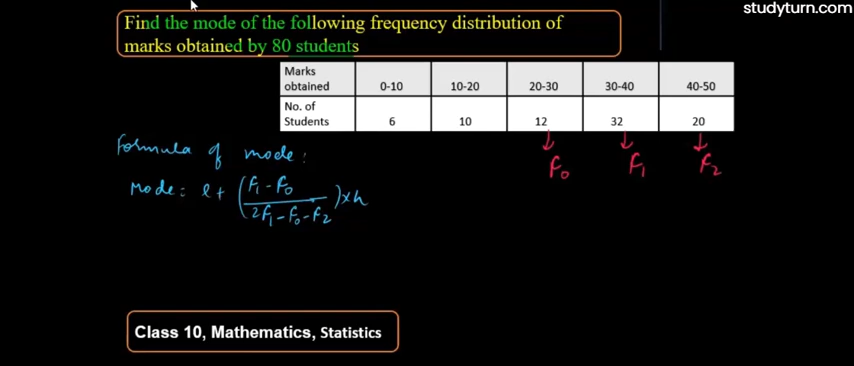 studyturn.com
Find the mode of the following frequency distribution of
marks obtained by 80 students
Marks obtained 0-10 10-20 20-30 30-40 40-50
No. of Students 6 10 12 32 20
F₀ F₁ F₂
Formula of mode:
Mode: l + (F₁ - F₀ / 2F₁ - F₀ - F₂) × h
Class 10, Mathematics, Statistics